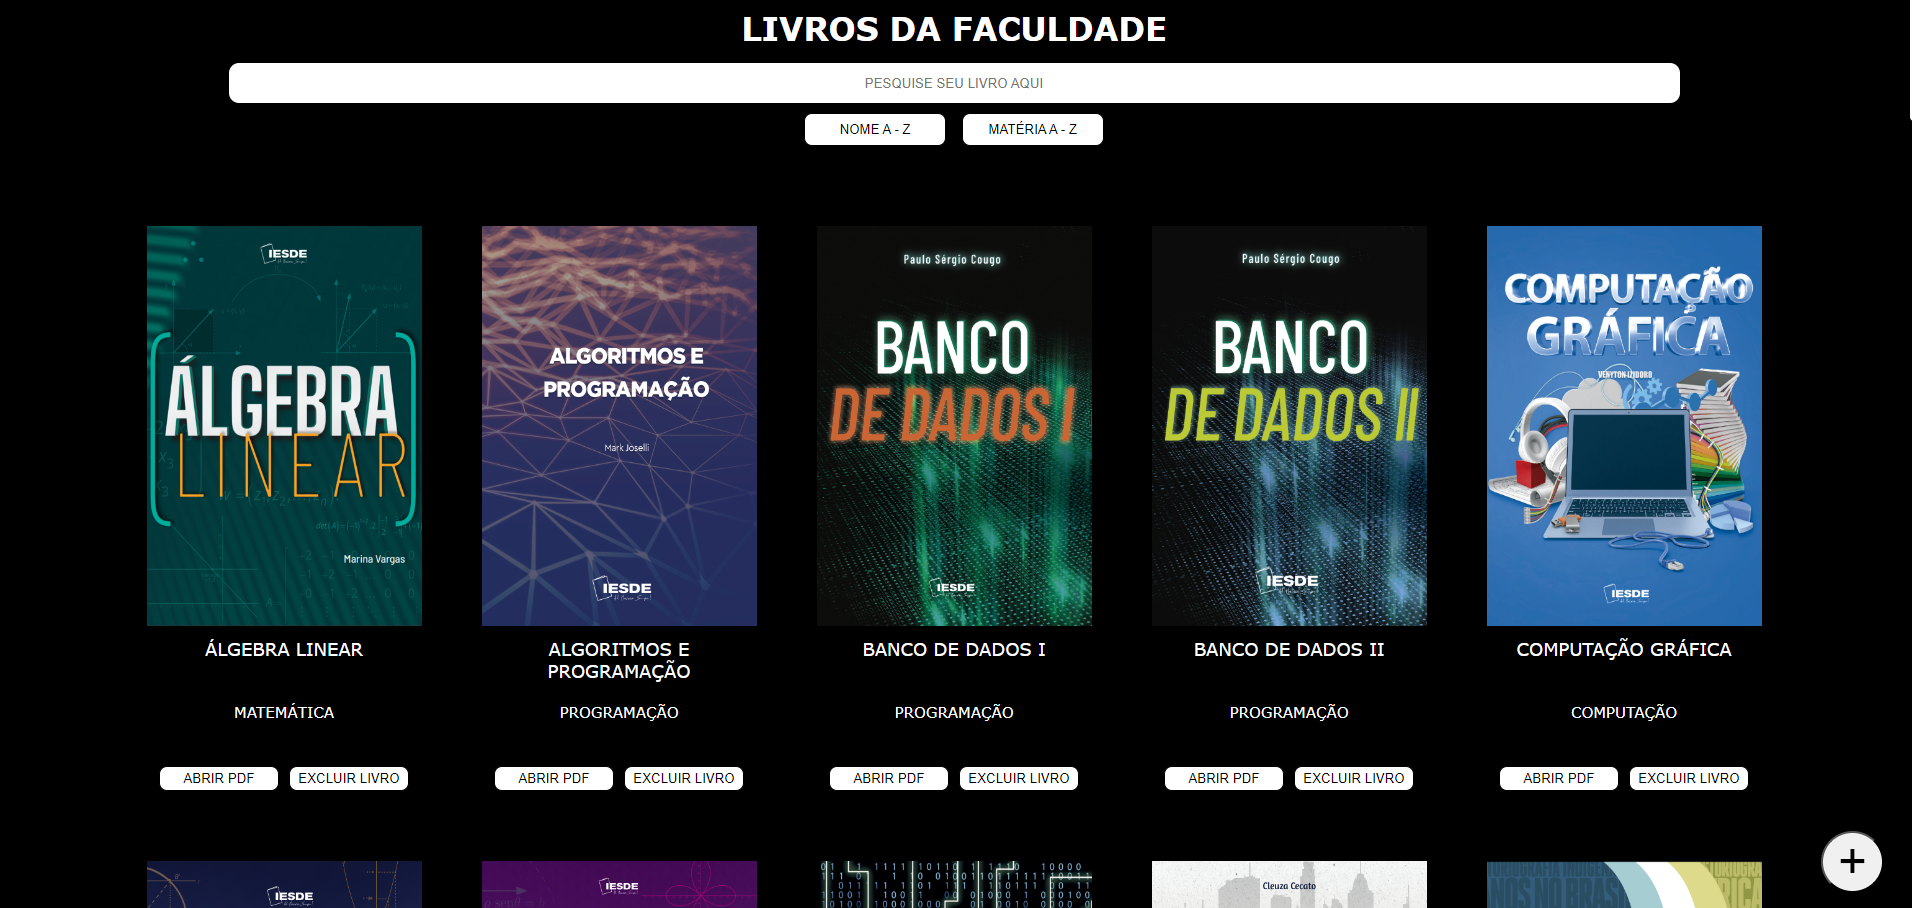 LIVROS DA FACULDADE
PESQUISE SEU LIVRO AQUI
NOME A - Z
MATÉRIA A - Z
IESDE
ÁLGEBRA
LINEAR
Marina Vargas
ALGORITMOS E
PROGRAMAÇÃO
Mark Joselli
IESDE
Paulo Sérgio Cougo
BANCO
DE DADOS I
IESDE
Paulo Sérgio Cougo
BANCO
DE DADOS II
IESDE
COMPUTAÇÃO
GRÁFICA
VENYTON IZIDORO
IESDE
ÁLGEBRA LINEAR
ALGORITMOS E
PROGRAMAÇÃO
BANCO DE DADOS I
BANCO DE DADOS II
COMPUTAÇÃO GRÁFICA
MATEMÁTICA
PROGRAMAÇÃO
PROGRAMAÇÃO
PROGRAMAÇÃO
COMPUTAÇÃO
ABRIR PDF
EXCLUIR LIVRO
ABRIR PDF
EXCLUIR LIVRO
ABRIR PDF
EXCLUIR LIVRO
ABRIR PDF
EXCLUIR LIVRO
ABRIR PDF
EXCLUIR LIVRO
IESDE
IESDE
Cleuza Cecato
+